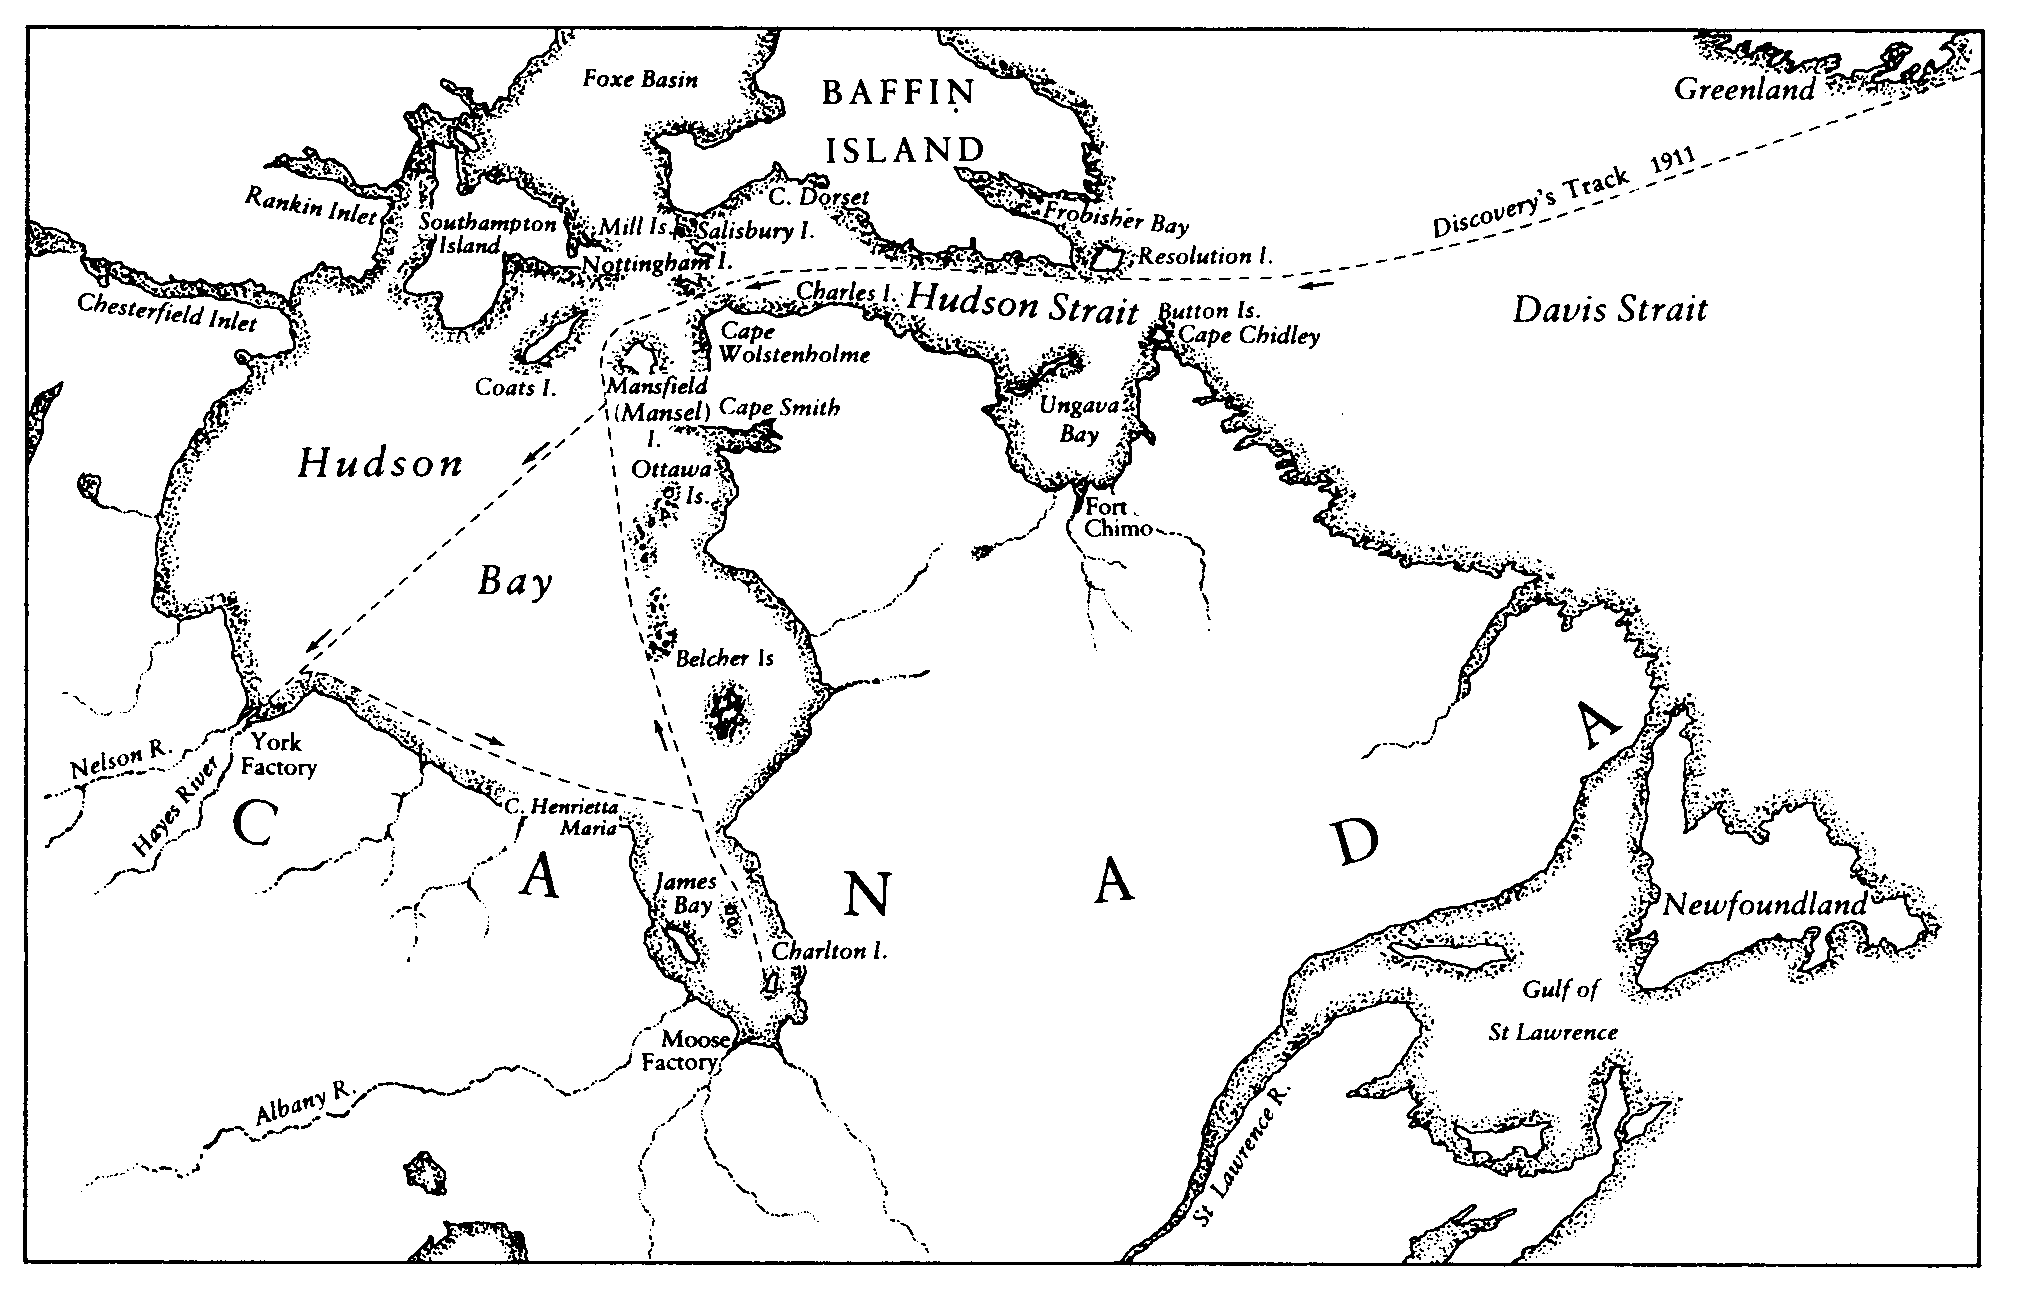 Foxe Basin
BAFFIN
ISLAND
Greenland
Discovery's Track 1911
Rankin Inlet
Southampton
Island
Mill Is.
Salisbury I.
C. Dorset
Frobisher Bay
Nottingham I.
Resolution I.
Chesterfield Inlet
Charles I.
Hudson Strait
Button Is.
Cape Chidley
Davis Strait
Cape
Wolstenholme
Coats I.
Mansfield
(Mansel)
I.
Cape Smith
Ungava
Bay
Hudson
Bay
Ottawa
Is.
Fort
Chimo
Belcher Is
Nelson R.
York
Factory
Hayes River
C. Henrietta
Maria
C A N A D A
James
Bay
Charlton I.
Newfoundland
Gulf of
St Lawrence
Moose
Factory
Albany R.
St Lawrence R.